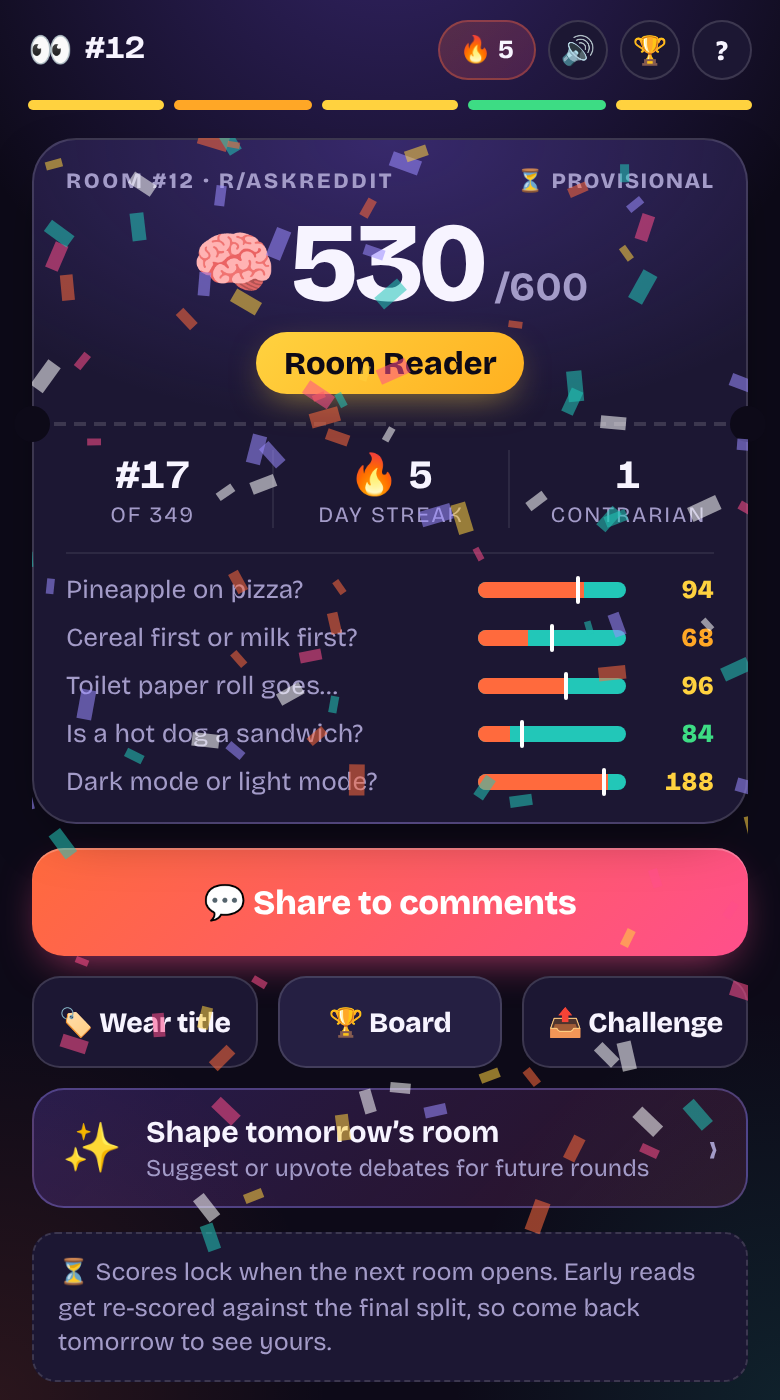 👀 #12
🔥 5
🔊
🏆
?
ROOM #12 · R/ASKREDDIT
⏳ PROVISIONAL
🧠 530 /600
Room Reader
#17
OF 349
🔥 5
DAY STREAK
1
CONTRARIAN
Pineapple on pizza? 94
Cereal first or milk first? 68
Toilet paper roll goes... 96
Is a hot dog a sandwich? 84
Dark mode or light mode? 188
💬 Share to comments
🏷️ Wear title
🏆 Board
📤 Challenge
✨ Shape tomorrow’s room
Suggest or upvote debates for future rounds
⟩
⏳ Scores lock when the next room opens. Early reads
get re-scored against the final split, so come back
tomorrow to see yours.